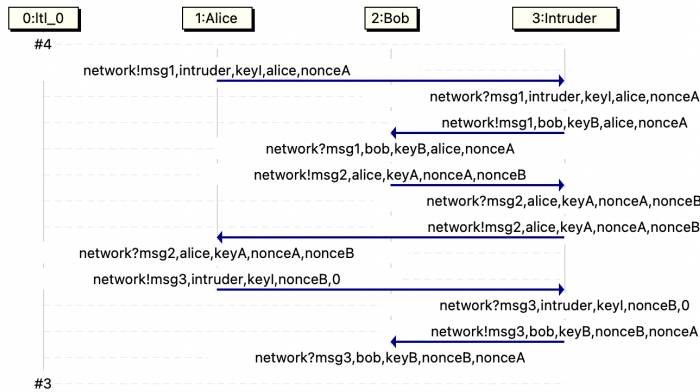 0:ltl_0 1:Alice 2:Bob 3:Intruder
#4
network!msg1,intruder,keyI,alice,nonceA
network?msg1,intruder,keyI,alice,nonceA
network!msg1,bob,keyB,alice,nonceA
network?msg1,bob,keyB,alice,nonceA
network!msg2,alice,keyA,nonceA,nonceB
network?msg2,alice,keyA,nonceA,nonceB
network!msg2,alice,keyA,nonceA,nonceB
network?msg2,alice,keyA,nonceA,nonceB
network!msg3,intruder,keyI,nonceB,0
network?msg3,intruder,keyI,nonceB,0
network!msg3,bob,keyB,nonceB,nonceA
network?msg3,bob,keyB,nonceB,nonceA
#3